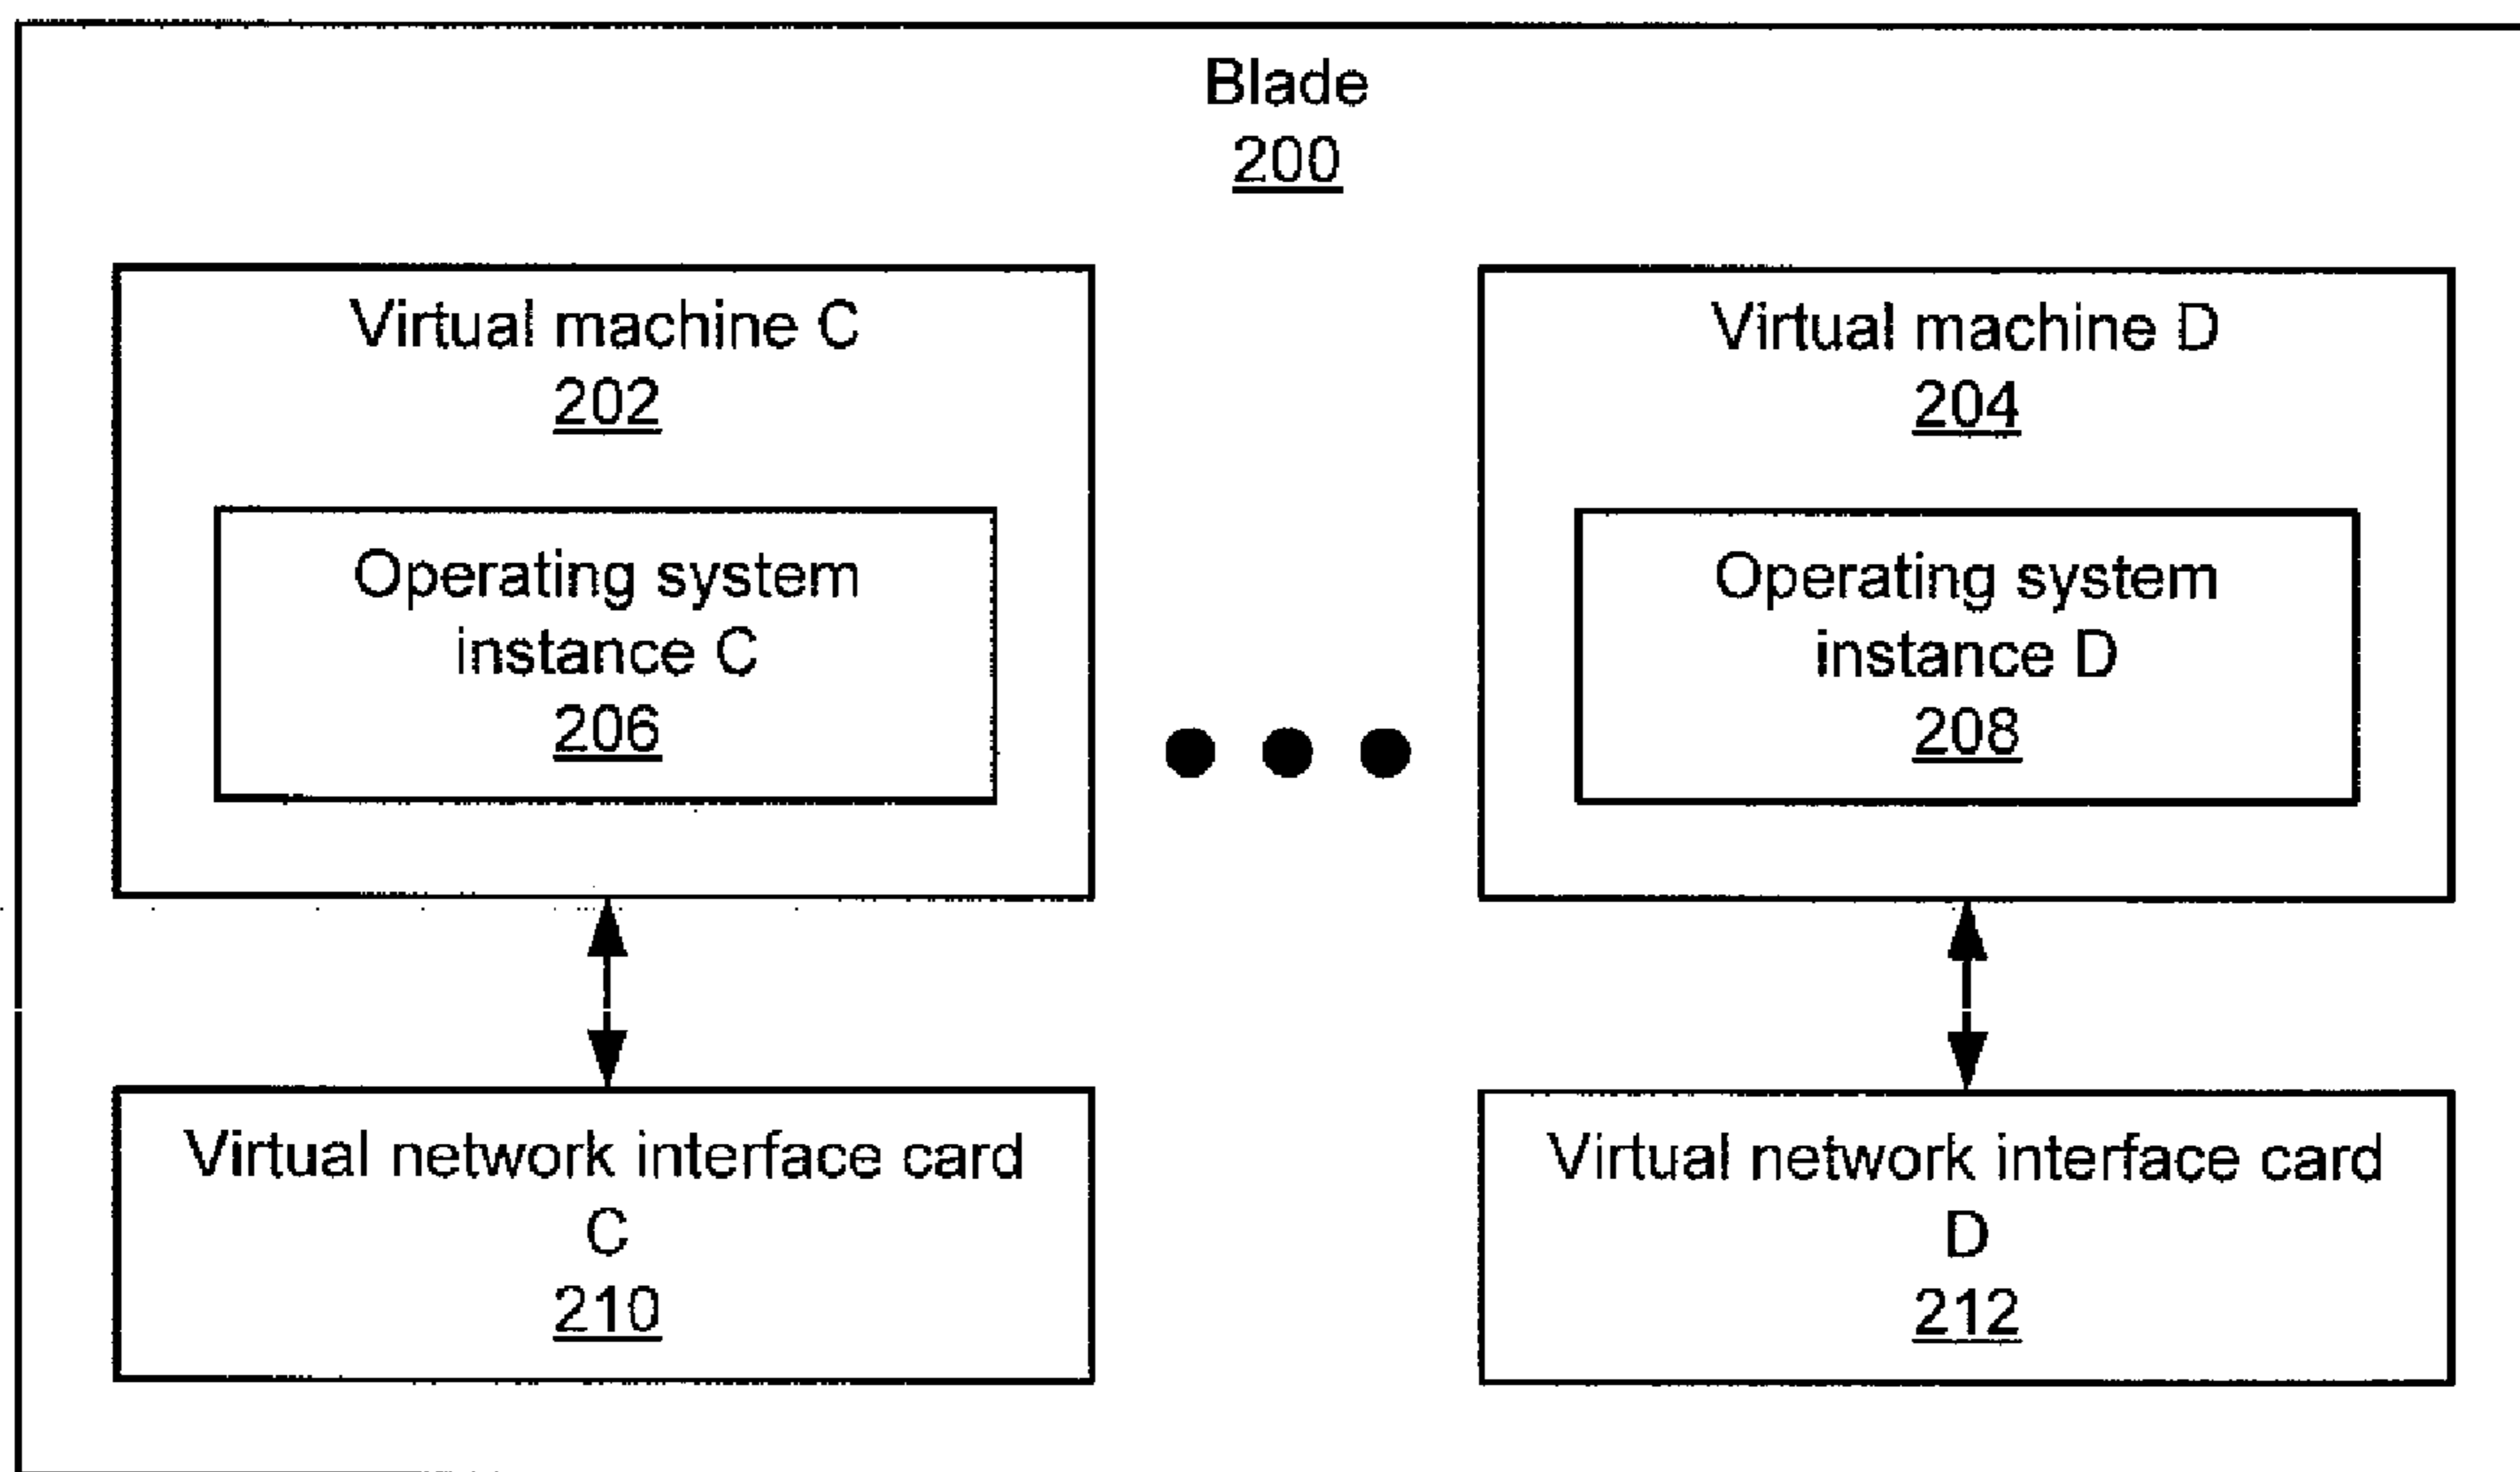 Blade
200
Virtual machine C
202
Operating system
instance C
206
Virtual network interface card
C
210
Virtual machine D
204
Operating system
instance D
208
Virtual network interface card
D
212